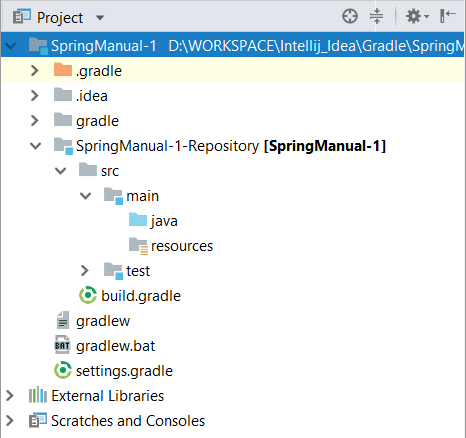 Project
SpringManual-1 D:\WORKSPACE\Intellij_Idea\Gradle\SpringM
.gradle
.idea
gradle
SpringManual-1-Repository [SpringManual-1]
src
main
java
resources
test
build.gradle
gradlew
BAT gradlew.bat
settings.gradle
External Libraries
Scratches and Consoles